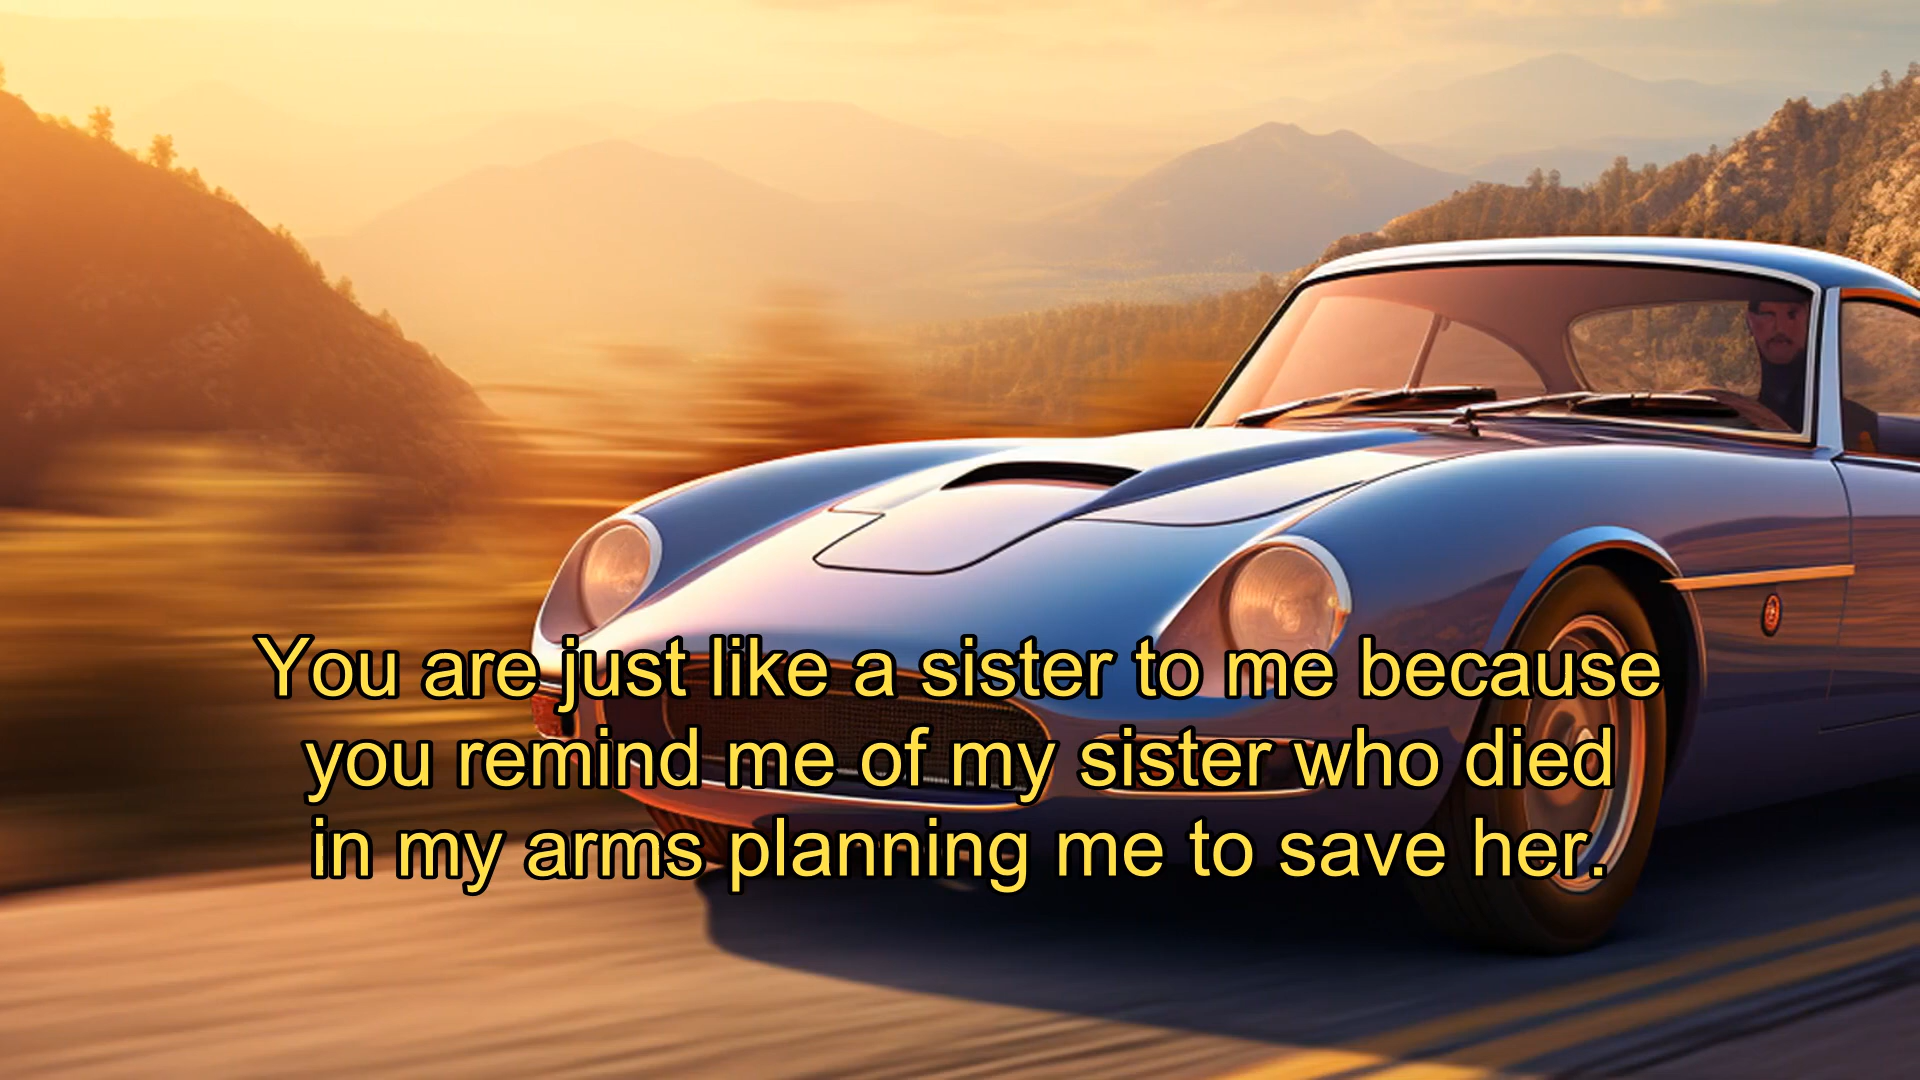 You are just like a sister to me because
you remind me of my sister who died
in my arms planning me to save her.